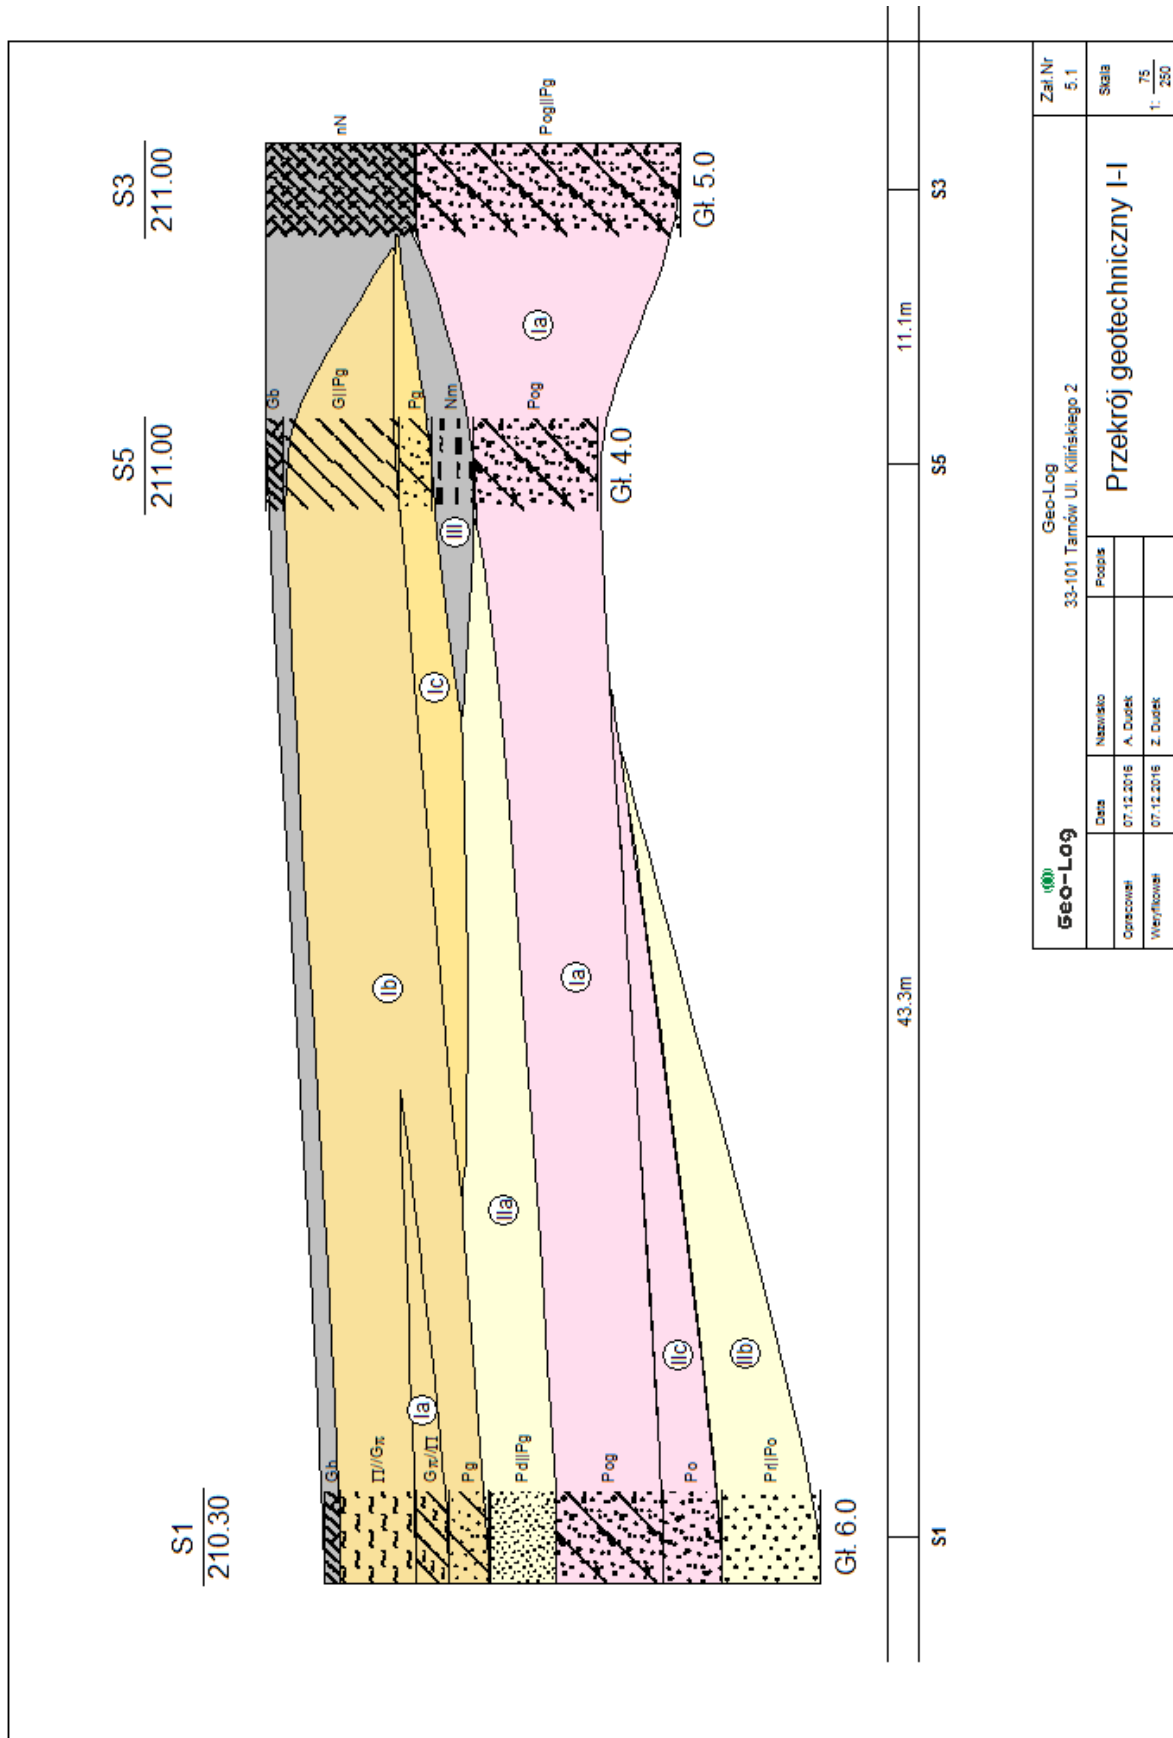 S1
210.30
S5
211.00
S3
211.00
Gb
Π//Gπ
Gπ//Π
Pg
Pd||Pg
Pog
Po
Pr||Po
Gł. 6.0
Gb
G||Pg
Pg
Nm
Pog
Gł. 4.0
nN
Pog||Pg
Gł. 5.0
Ia
Ib
Ic
III
Ia
IIa
Ia
IIc
IIb
43.3m
11.1m
S1
S5
S3
Geo-Log
Geo-Log
33-101 Tarnów Ul. Kilińskiego 2
Zał.Nr
5.1
Data
Nazwisko
Podpis
Opracował
07.12.2016
A. Dudek
Weryfikował
07.12.2016
Z. Dudek
Przekrój geotechniczny I-I
Skala
1: 75
250